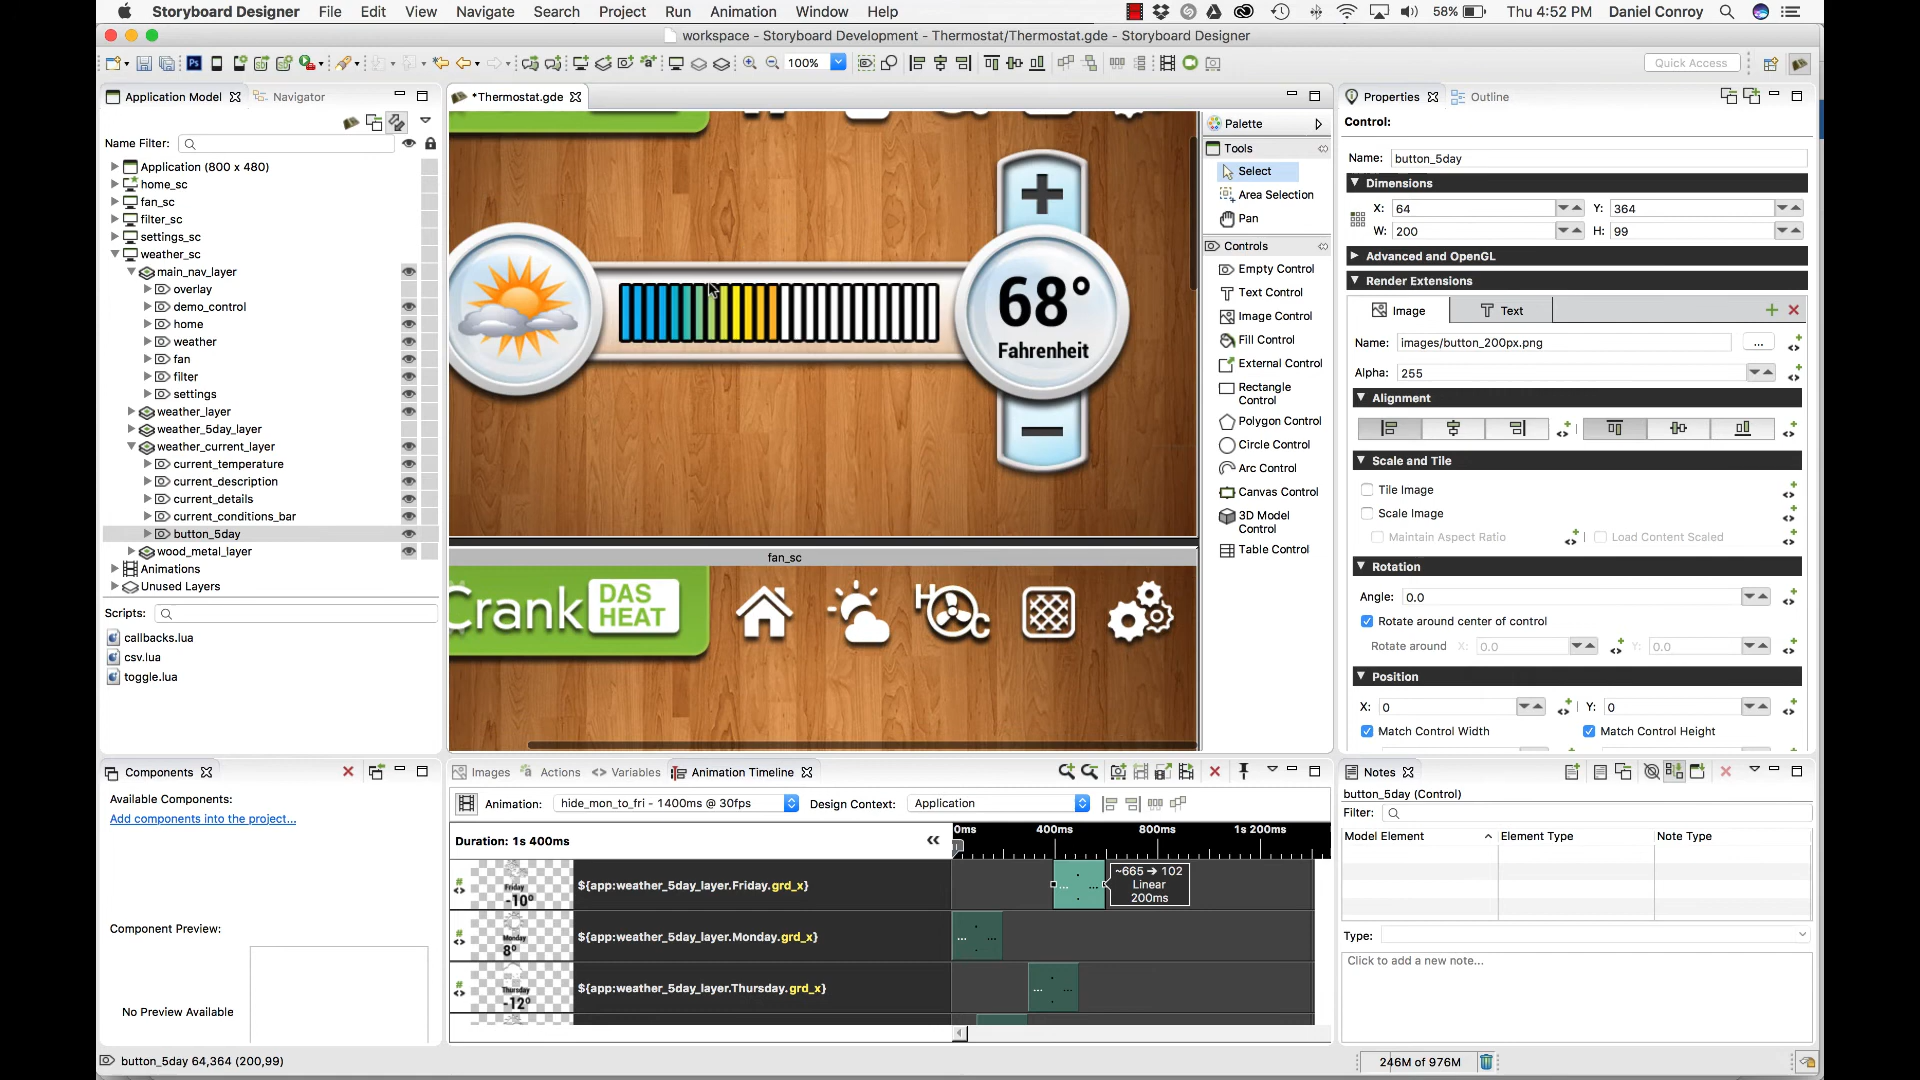 Storyboard Designer File Edit View Navigate Search Project Run Animation Window Help 58% Thu 4:52 PM Daniel Conroy
workspace - Storyboard Development - Thermostat/Thermostat.gde - Storyboard Designer
Ps 100% Quick Access
Application Model Navigator
Name Filter:
Application (800 x 480)
home_sc
fan_sc
filter_sc
settings_sc
weather_sc
main_nav_layer
overlay
demo_control
home
weather
fan
filter
settings
weather_layer
weather_5day_layer
weather_current_layer
current_temperature
current_description
current_details
current_conditions_bar
button_5day
wood_metal_layer
Animations
Unused Layers
Scripts:
callbacks.lua
csv.lua
toggle.lua
Components
Available Components:
Add components into the project...
Component Preview:
No Preview Available
button_5day 64,364 (200,99)
*Thermostat.gde
68°
Fahrenheit
fan_sc
Crank DAS
HEAT
H
C
Palette
Tools
Select
Area Selection
Pan
Controls
Empty Control
Text Control
Image Control
Fill Control
External Control
Rectangle
Control
Polygon Control
Circle Control
Arc Control
Canvas Control
3D Model
Control
Table Control
Images Actions Variables Animation Timeline
Animation: hide_mon_to_fri - 1400ms @ 30fps Design Context: Application
Duration: 1s 400ms
0ms 400ms 800ms 1s 200ms
Friday
-10°
${app:weather_5day_layer.Friday.grd_x}
~665 → 102
Linear
200ms
Monday
8°
${app:weather_5day_layer.Monday.grd_x}
Thursday
-12°
${app:weather_5day_layer.Thursday.grd_x}
Properties Outline
Control:
Name: button_5day
Dimensions
X: 64 Y: 364
W: 200 H: 99
Advanced and OpenGL
Render Extensions
Image Text
Name: images/button_200px.png ...
Alpha: 255
Alignment
Scale and Tile
Tile Image
Scale Image
Maintain Aspect Ratio Load Content Scaled
Rotation
Angle: 0.0
Rotate around center of control
Rotate around X: 0.0 Y: 0.0
Position
X: 0 Y: 0
Match Control Width Match Control Height
Notes
button_5day (Control)
Filter:
Model Element Element Type Note Type
Type:
Click to add a new note...
246M of 976M